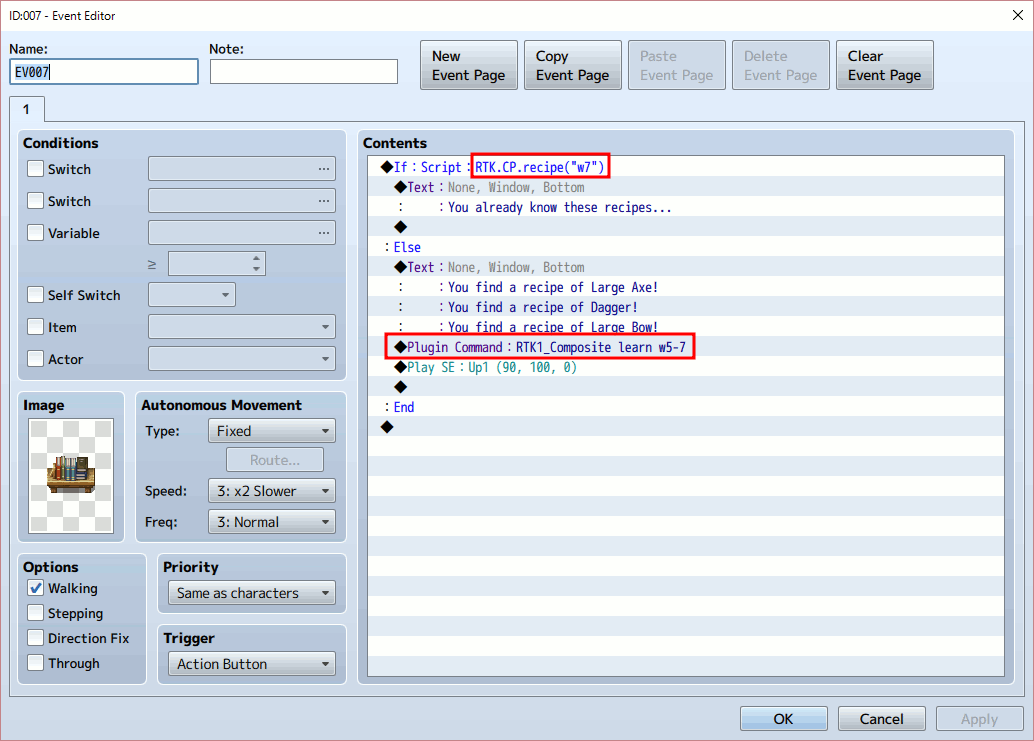 ID:007 - Event Editor
Name:
Note:
EV007
New
Event Page
Copy
Event Page
Paste
Event Page
Delete
Event Page
Clear
Event Page
1
Conditions
Switch
...
Switch
...
Variable
...
≥
Self Switch
Item
Actor
Image
Autonomous Movement
Type:
Fixed
Route...
Speed:
3: x2 Slower
Freq:
3: Normal
Options
Walking
Stepping
Direction Fix
Through
Priority
Same as characters
Trigger
Action Button
Contents
◆If : Script : RTK.CP.recipe("w7")
◆Text : None, Window, Bottom
: : You already know these recipes...
◆
: Else
◆Text : None, Window, Bottom
: : You find a recipe of Large Axe!
: : You find a recipe of Dagger!
: : You find a recipe of Large Bow!
◆Plugin Command : RTK1_Composite learn w5-7
◆Play SE : Up1 (90, 100, 0)
◆
: End
◆
OK
Cancel
Apply